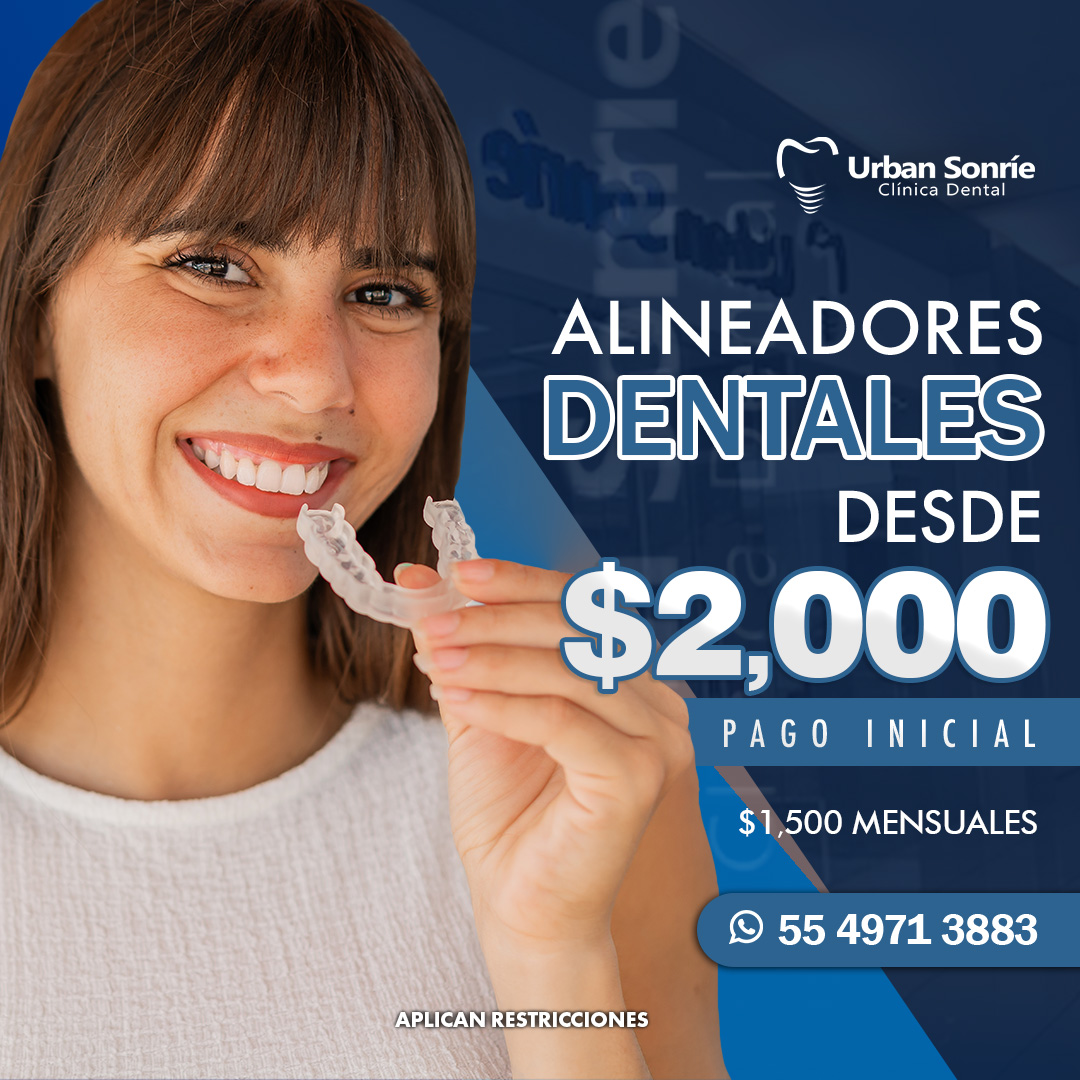 Urban Sonríe
Clínica Dental
ALINEADORES
DENTALES
DESDE
$2,000
PAGO INICIAL
$1,500 MENSUALES
55 4971 3883
APLICAN RESTRICCIONES